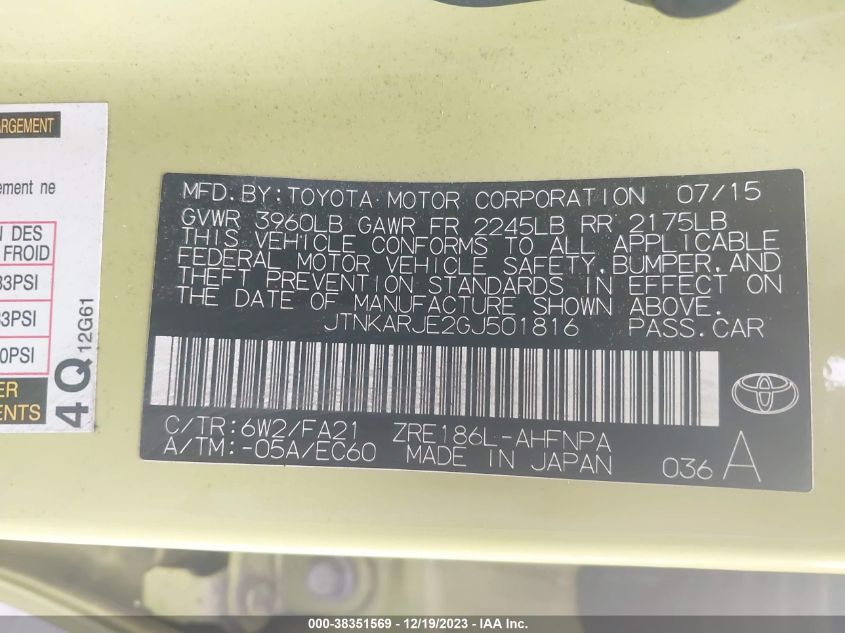 ARGEMENT
ement ne
N DES
FROID
33PSI
33PSI
0PSI
ER
ENTS
4Q 12G61
MFD. BY: TOYOTA MOTOR CORPORATION 07/15
GVWR 3960LB GAWR FR 2245LB RR 2175LB
THIS VEHICLE CONFORMS TO ALL APPLICABLE
FEDERAL MOTOR VEHICLE SAFETY, BUMPER, AND
THEFT PREVENTION STANDARDS IN EFFECT ON
THE DATE OF MANUFACTURE SHOWN ABOVE.
JTNKARJE2GJ501816 PASS. CAR
C/TR: 6W2/FA21 ZRE186L-AHFNPA
A/TM: -05A/EC60 MADE IN JAPAN 036 A
000-38351569 - 12/19/2023 - IAA Inc.